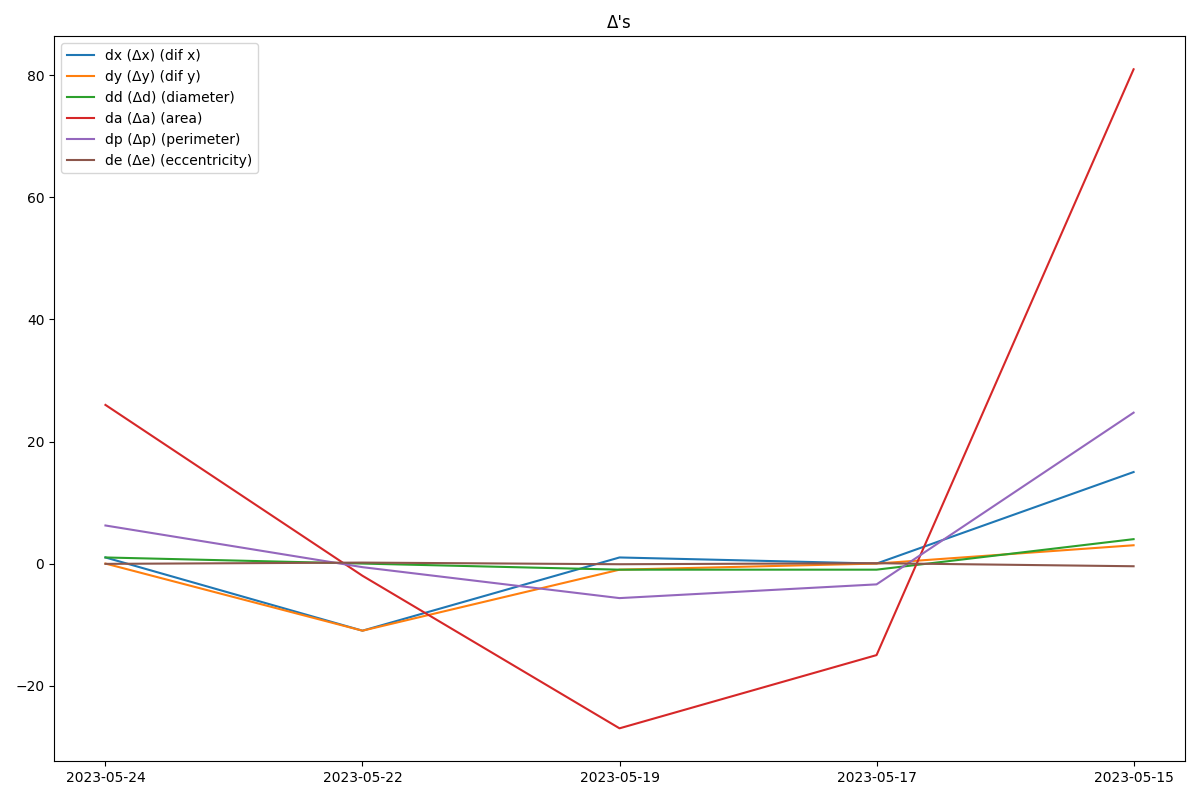 Δ's
dx (Δx) (dif x)
dy (Δy) (dif y)
dd (Δd) (diameter)
da (Δa) (area)
dp (Δp) (perimeter)
de (Δe) (eccentricity)
80
60
40
20
0
−20
2023-05-24 2023-05-22 2023-05-19 2023-05-17 2023-05-15